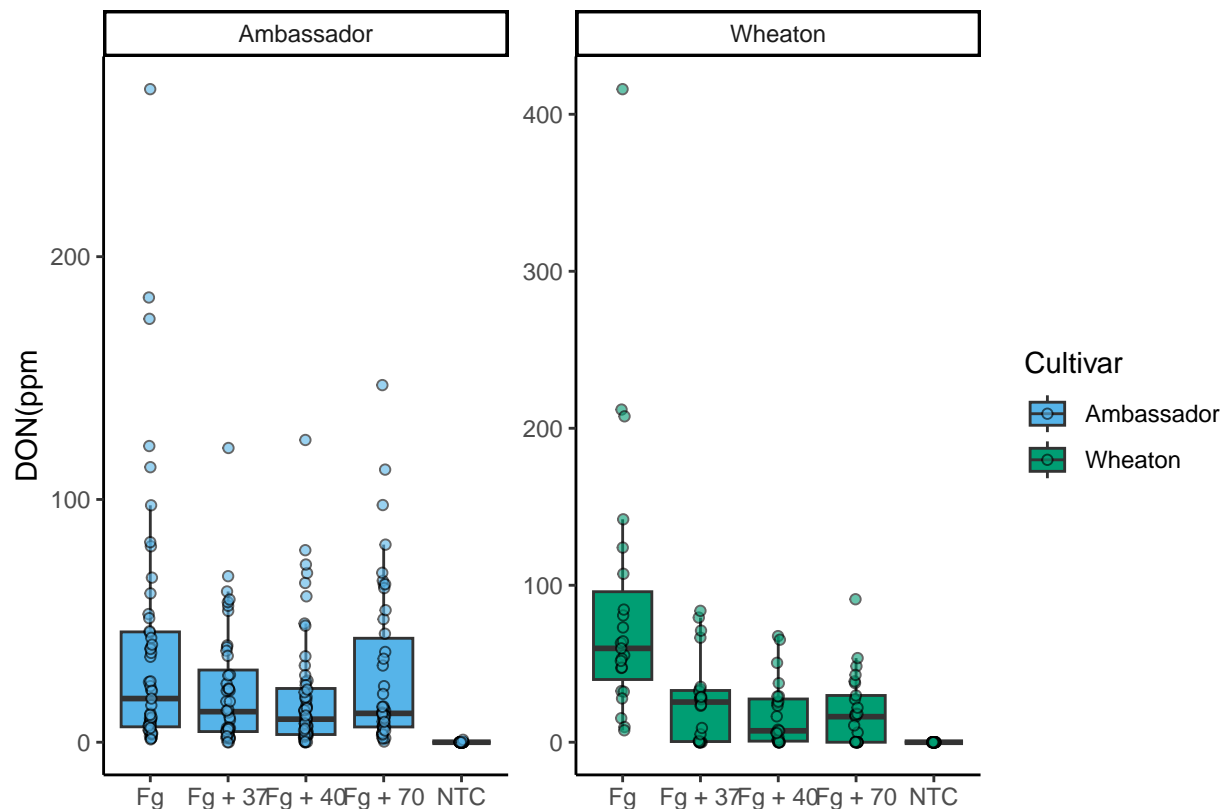 Ambassador
Wheaton
DON(ppm
200
100
0
400
300
200
100
0
Fg Fg + 37 Fg + 40 Fg + 70 NTC
Fg Fg + 37 Fg + 40 Fg + 70 NTC
Cultivar
Ambassador
Wheaton